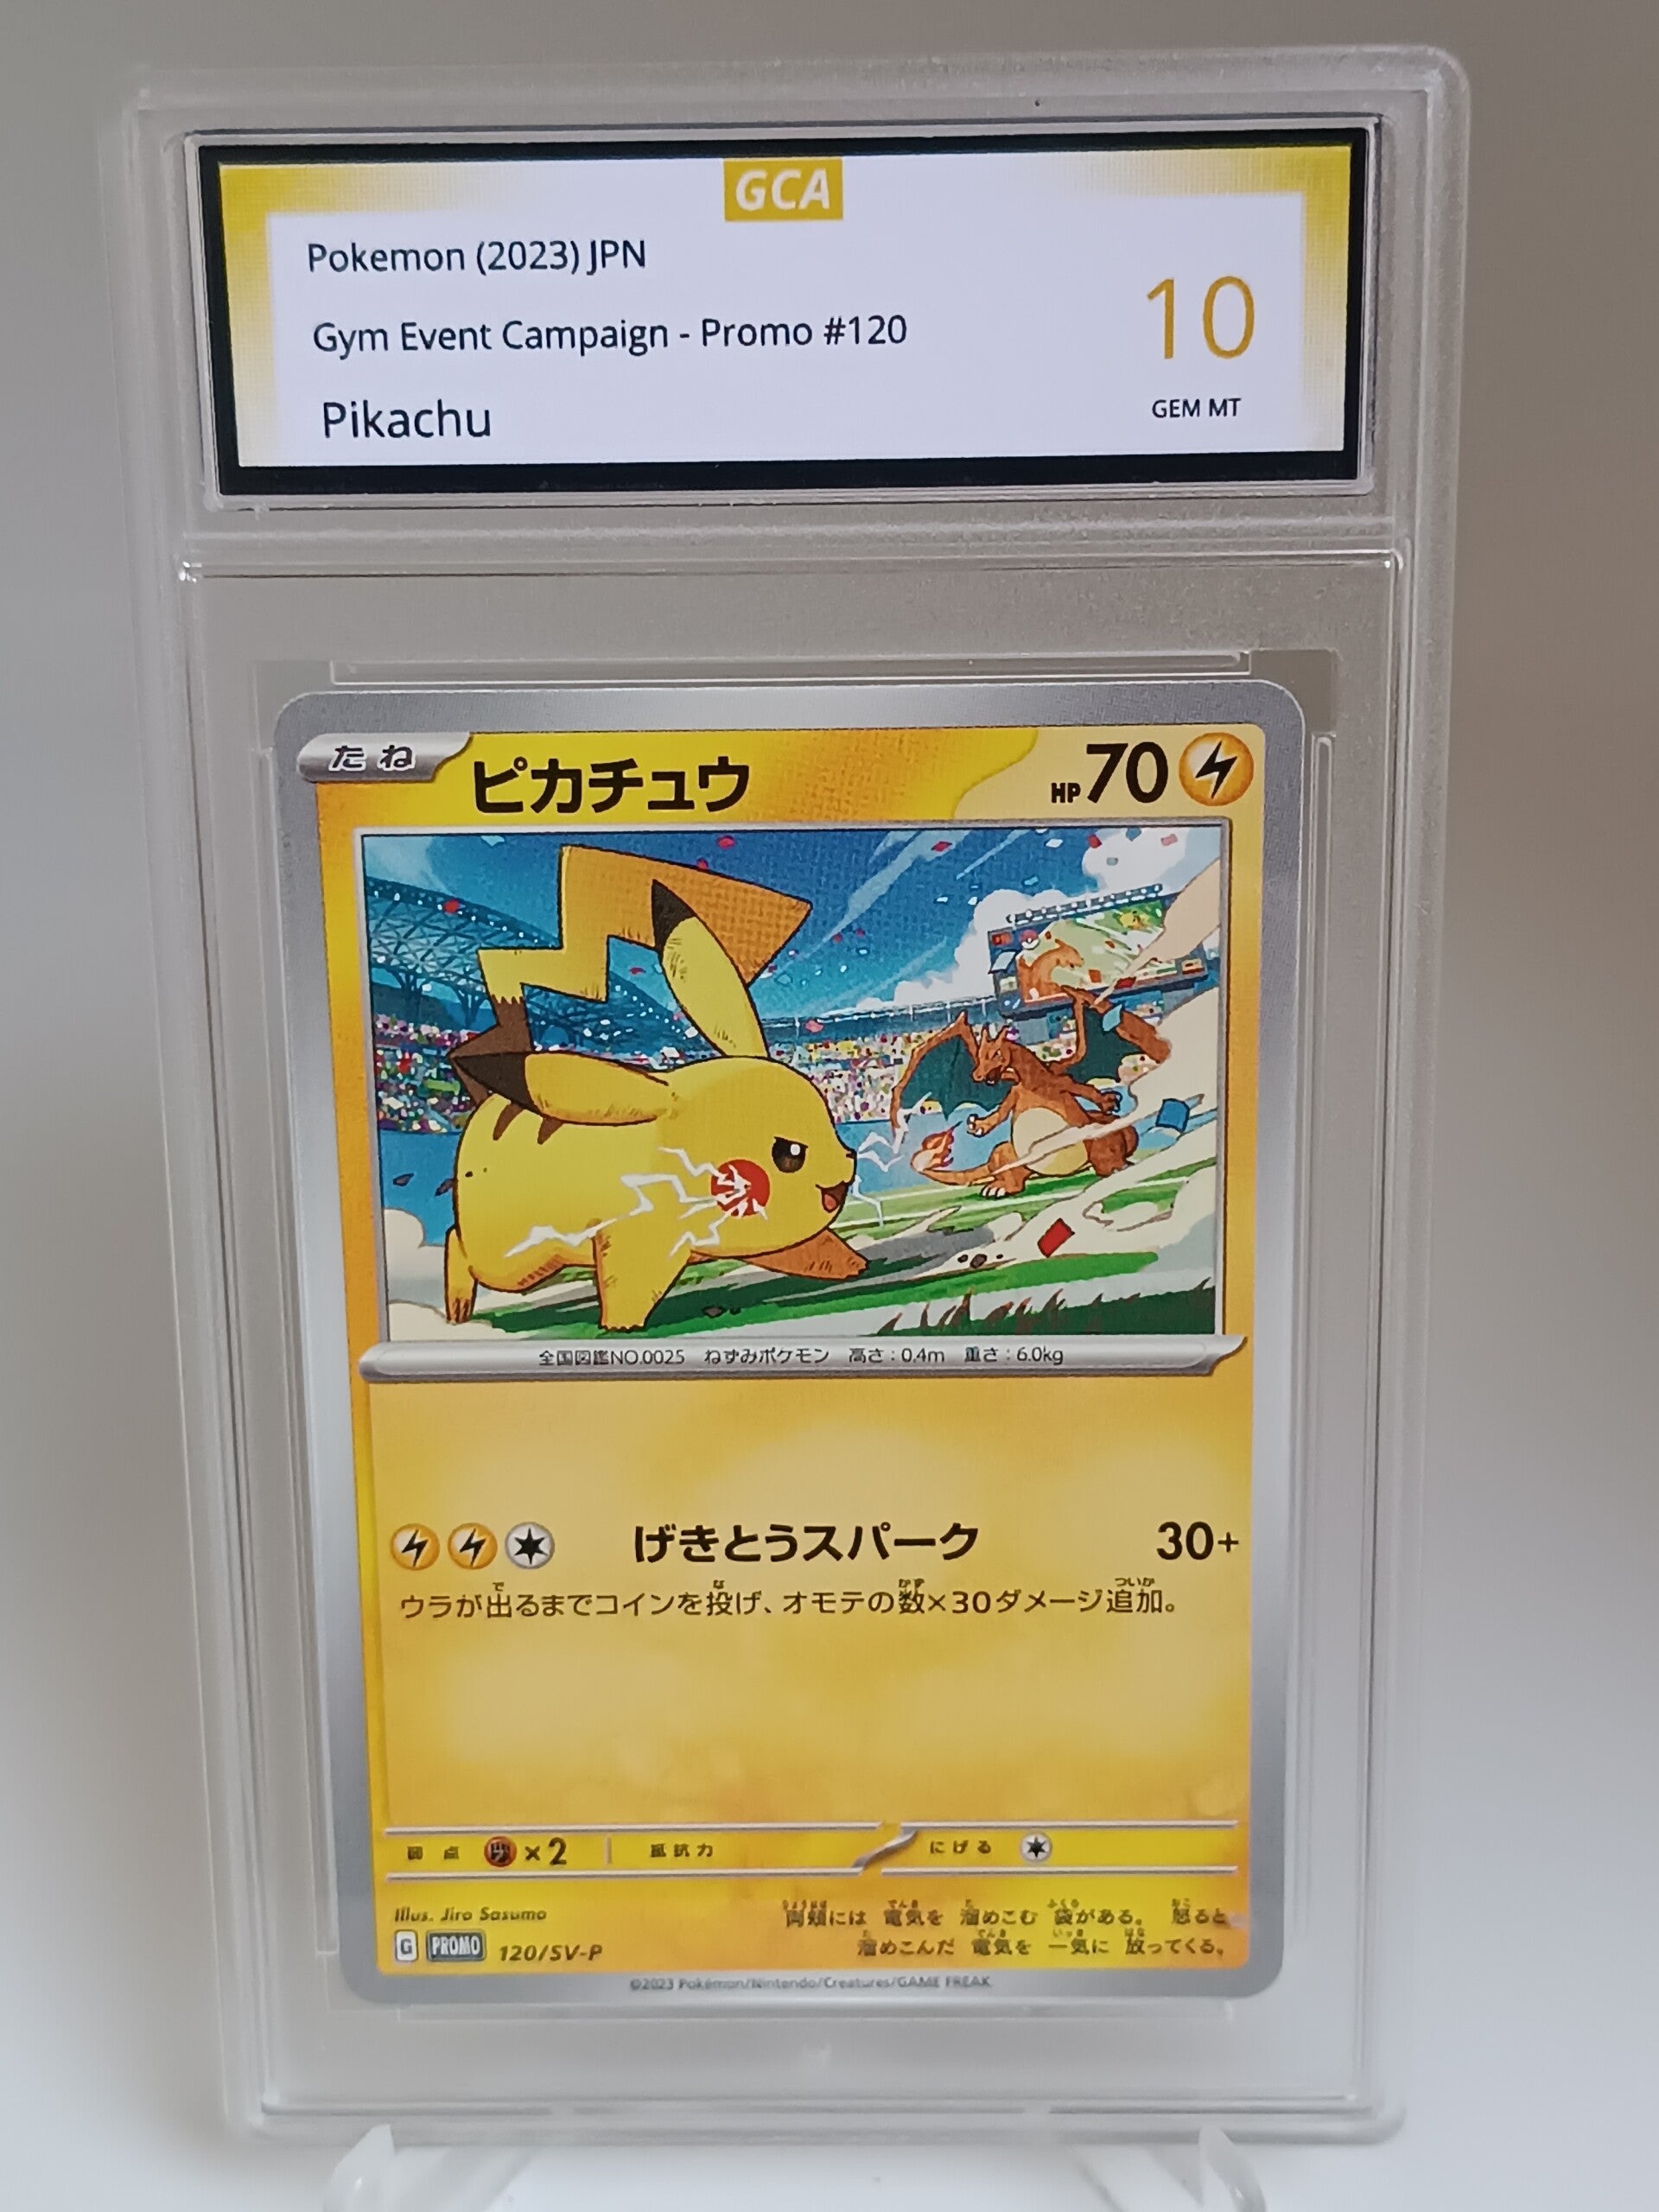 GCA
Pokemon (2023) JPN
Gym Event Campaign - Promo #120
Pikachu
10
GEM MT
たね
ピカチュウ
HP70
全国図鑑NO.0025 ねずみポケモン 高さ:0.4m 重さ:6.0kg
げきとうスパーク 30+
ウラが出るまでコインを投げ、オモテの数×30ダメージ追加。
弱点 ×2 抵抗力 にげる
Illus. Jiro Sasumo
両頬には 電気を 溜めこむ 袋がある。 怒ると
溜めこんだ 電気を 一気に 放ってくる。
G PROMO 120/SV-P
©2023 Pokémon/Nintendo/Creatures/GAME FREAK